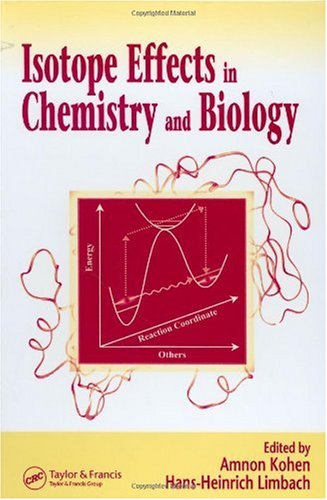 Isotope Effects in
Chemistry and Biology
Energy
Reaction Coordinate
Others
Edited by
Amnon Kohen
Hans-Heinrich Limbach
CRC
Taylor & Francis
Taylor & Francis Group